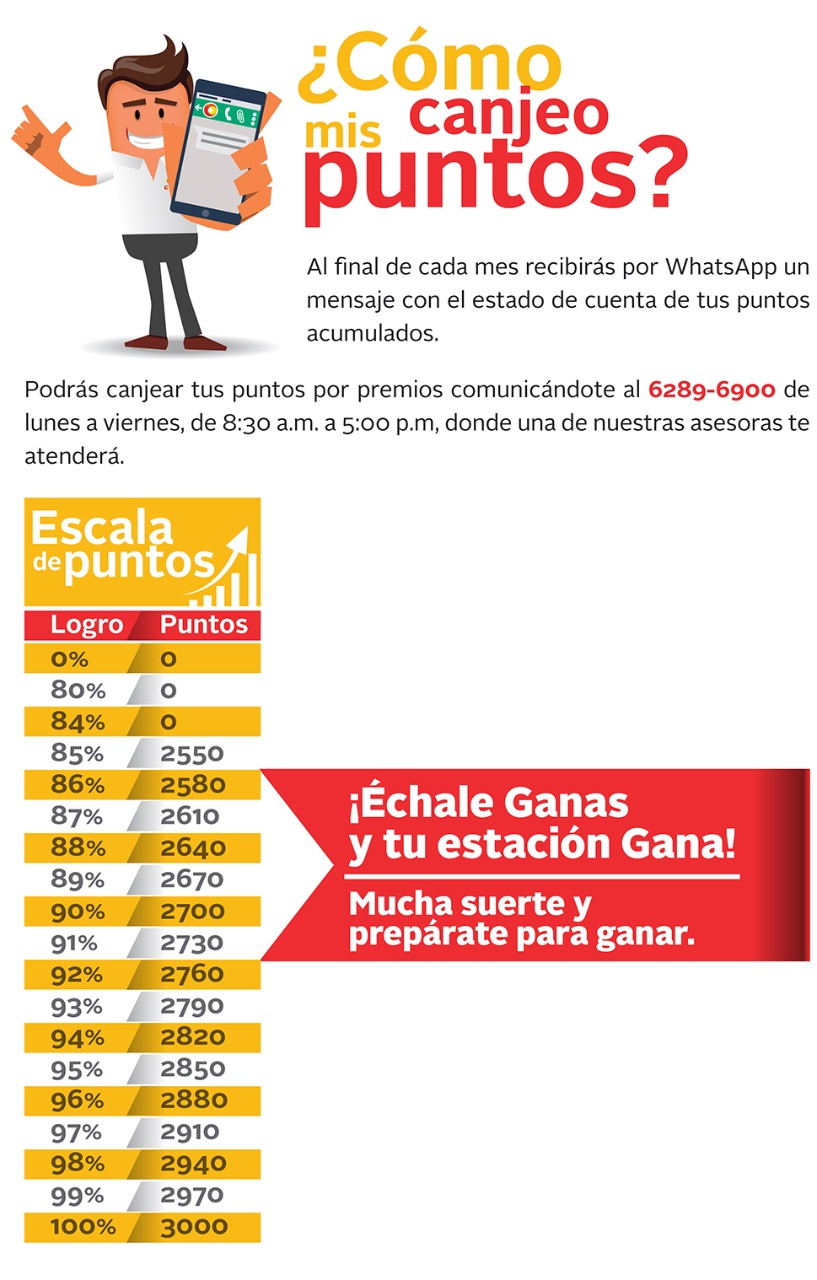 ¿Cómo
mis canjeo
puntos?
Al final de cada mes recibirás por WhatsApp un
mensaje con el estado de cuenta de tus puntos
acumulados.
Podrás canjear tus puntos por premios comunicándote al 6289-6900 de
lunes a viernes, de 8:30 a.m. a 5:00 p.m, donde una de nuestras asesoras te
atenderá.
Escala
de puntos
Logro Puntos
0% 0
80% 0
84% 0
85% 2550
86% 2580
87% 2610
88% 2640
89% 2670
90% 2700
91% 2730
92% 2760
93% 2790
94% 2820
95% 2850
96% 2880
97% 2910
98% 2940
99% 2970
100% 3000
¡Échale Ganas
y tu estación Gana!
Mucha suerte y
prepárate para ganar.